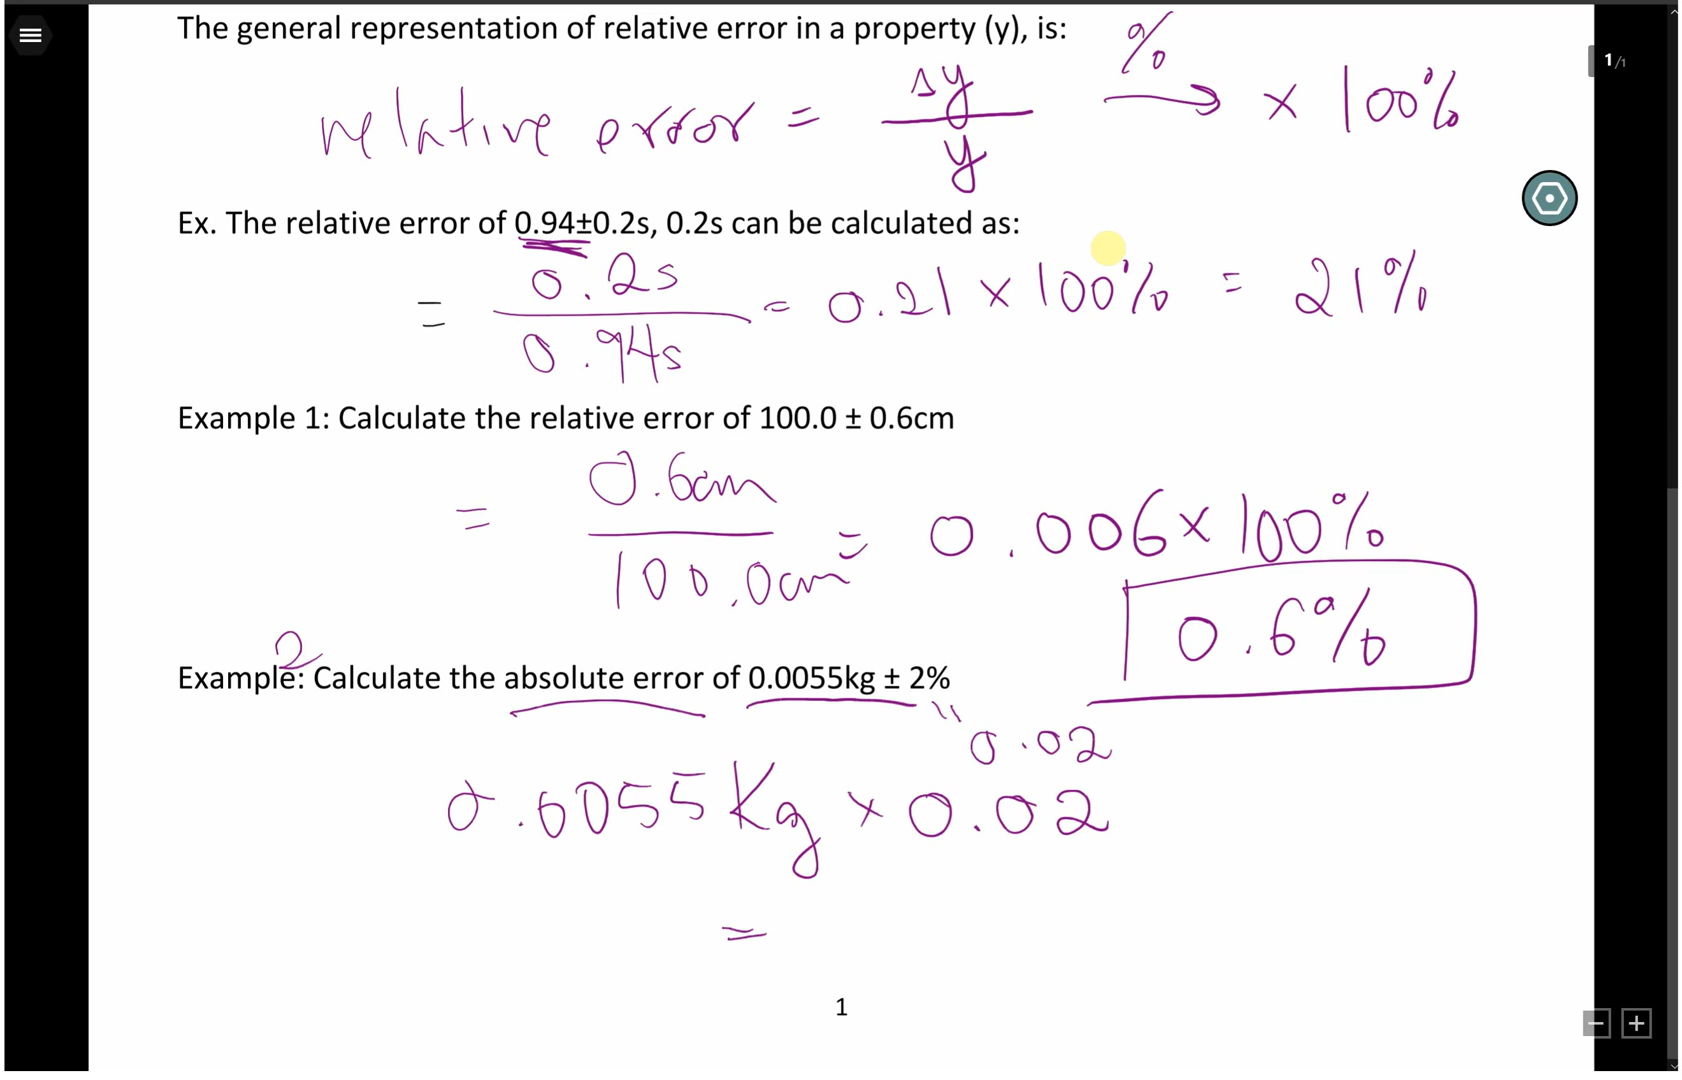 The general representation of relative error in a property (y), is:
relative error = Δy / y % → × 100%
1/1
Ex. The relative error of 0.94±0.2s, 0.2s can be calculated as:
= 0.2s / 0.94s = 0.21 × 100% = 21%
Example 1: Calculate the relative error of 100.0 ± 0.6cm
= 0.6cm / 100.0cm = 0.006 × 100%
0.6%
2
Example: Calculate the absolute error of 0.0055kg ± 2%
" 0.02
0.0055Kg × 0.02
=
1